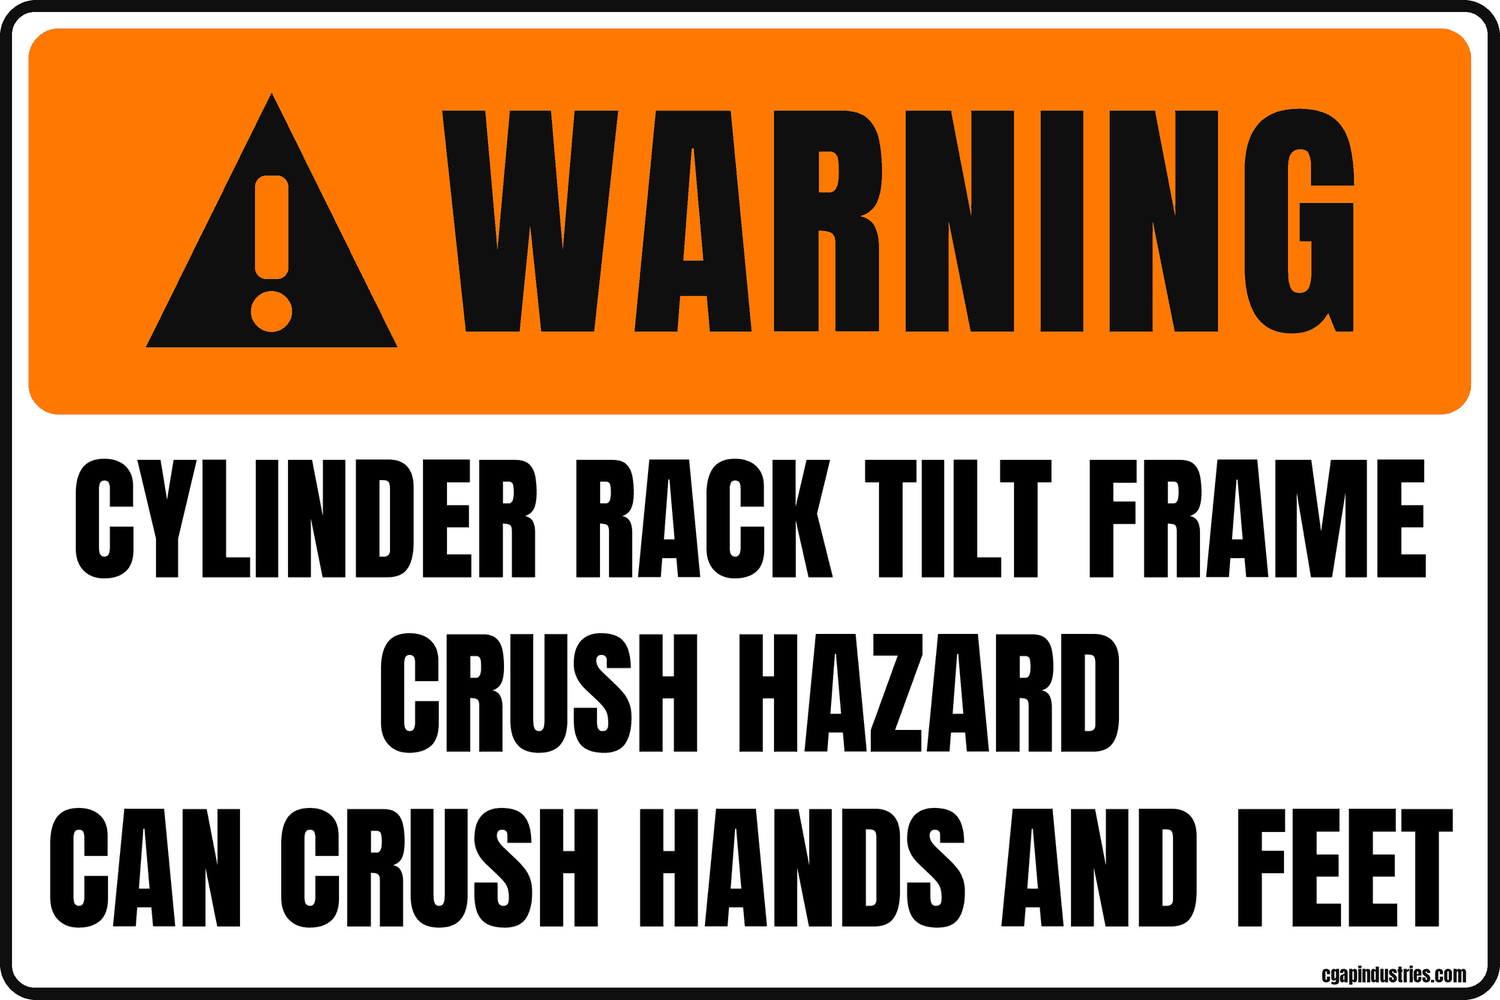 WARNING
CYLINDER RACK TILT FRAME
CRUSH HAZARD
CAN CRUSH HANDS AND FEET
cgapindustries.com